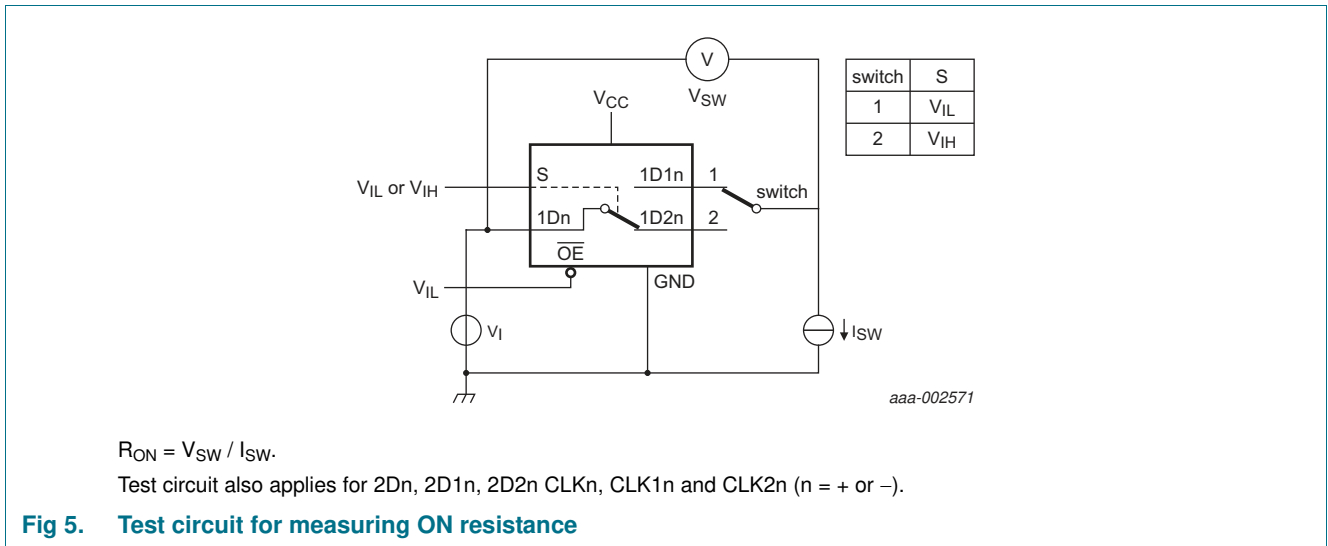 V
V_SW
switch S
1 V_IL
2 V_IH
V_CC
S
1D1n
1
V_IL or V_IH
switch
1Dn
1D2n
2
OE
GND
V_IL
V_I
I_SW
aaa-002571
R_ON = V_SW / I_SW.
Test circuit also applies for 2Dn, 2D1n, 2D2n CLKn, CLK1n and CLK2n (n = + or −).
Fig 5. Test circuit for measuring ON resistance